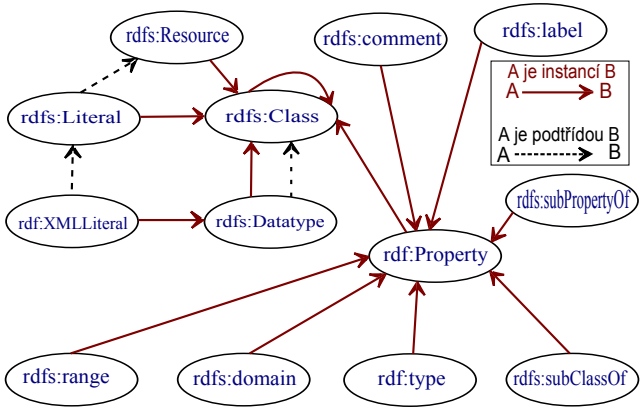 rdfs:Resource
rdfs:comment
rdfs:label
A je instancí B
A B
rdfs:Literal
rdfs:Class
A je podtřídou B
A B
rdf:XMLLiteral
rdfs:Datatype
rdfs:subPropertyOf
rdf:Property
rdfs:range
rdfs:domain
rdf:type
rdfs:subClassOf